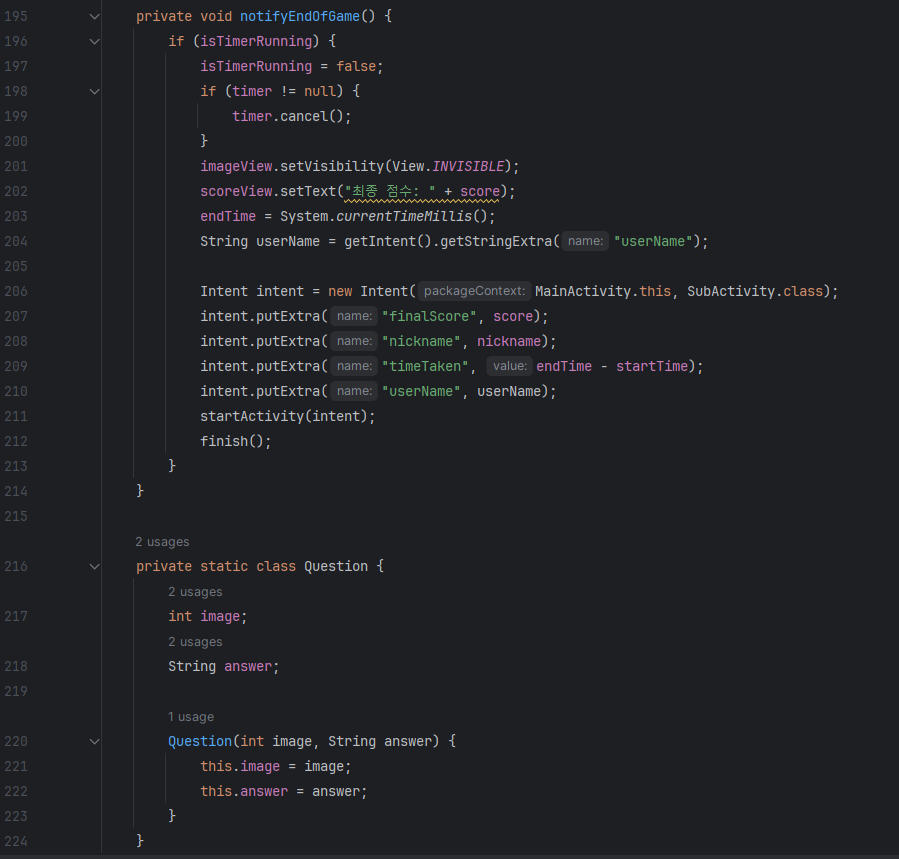 195 private void notifyEndOfGame() {
196 if (isTimerRunning) {
197 isTimerRunning = false;
198 if (timer != null) {
199 timer.cancel();
200 }
201 imageView.setVisibility(View.INVISIBLE);
202 scoreView.setText("최종 점수: " + score);
203 endTime = System.currentTimeMillis();
204 String userName = getIntent().getStringExtra( name: "userName");
205
206 Intent intent = new Intent( packageContext: MainActivity.this, SubActivity.class);
207 intent.putExtra( name: "finalScore", score);
208 intent.putExtra( name: "nickname", nickname);
209 intent.putExtra( name: "timeTaken", value: endTime - startTime);
210 intent.putExtra( name: "userName", userName);
211 startActivity(intent);
212 finish();
213 }
214 }
215
2 usages
216 private static class Question {
2 usages
217 int image;
2 usages
218 String answer;
219
1 usage
220 Question(int image, String answer) {
221 this.image = image;
222 this.answer = answer;
223 }
224 }